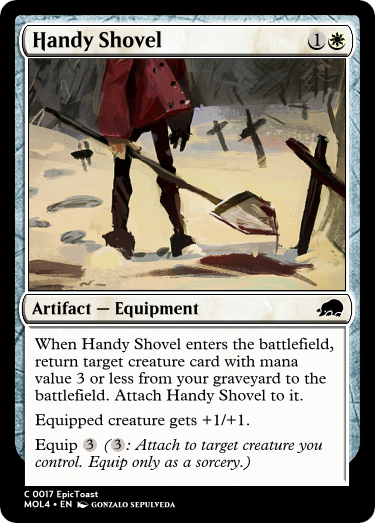 Handy Shovel 1
Artifact — Equipment
When Handy Shovel enters the battlefield,
return target creature card with mana
value 3 or less from your graveyard to the
battlefield. Attach Handy Shovel to it.
Equipped creature gets +1/+1.
Equip 3 (3: Attach to target creature you
control. Equip only as a sorcery.)
C 0017 EpicToast
MOL4 • EN GONZALO SEPULVEDA